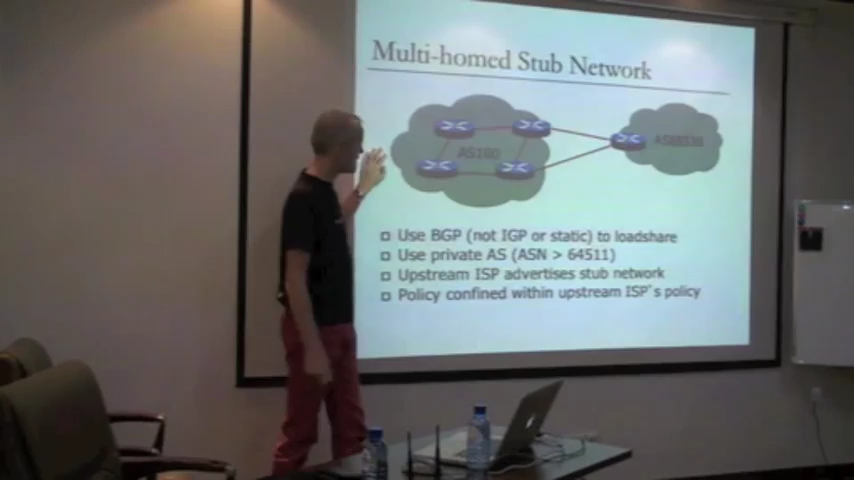 Multi-homed Stub Network
AS100
Use BGP (not IGP or static) to loadshare
Use private AS (ASN > 64511)
Upstream ISP advertises stub network
Policy confined within upstream ISP's policy